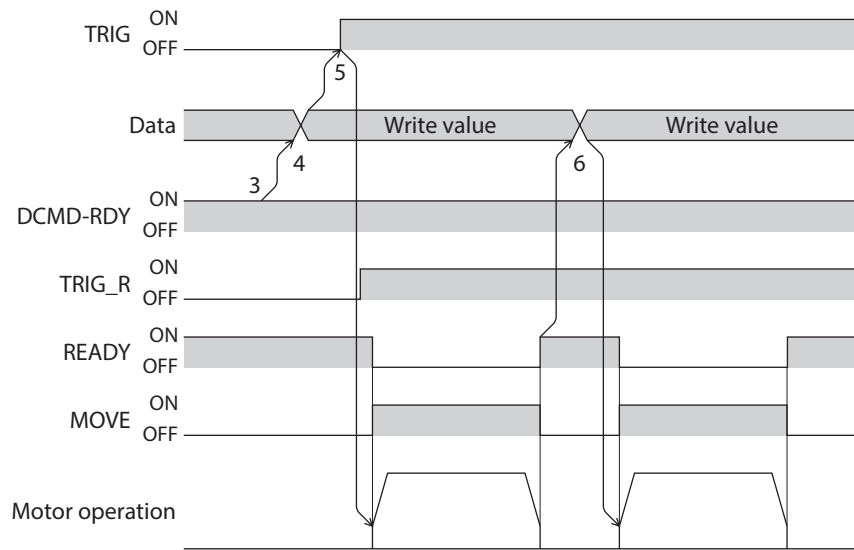 ON
TRIG
OFF
5
Data Write value Write value
4 6
3
ON
DCMD-RDY
OFF
ON
TRIG_R
OFF
ON
READY
OFF
ON
MOVE
OFF
Motor operation